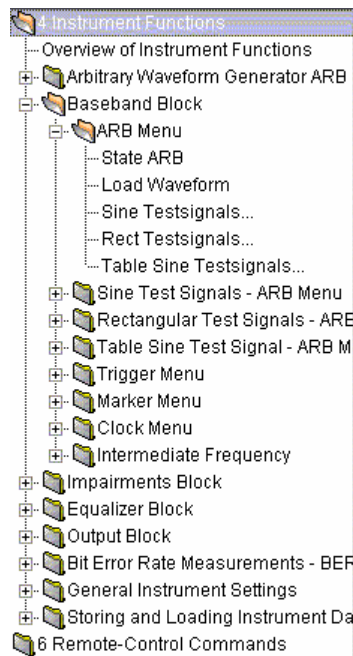 4 Instrument Functions
Overview of Instrument Functions
Arbitrary Waveform Generator ARB
Baseband Block
ARB Menu
State ARB
Load Waveform
Sine Testsignals...
Rect Testsignals...
Table Sine Testsignals...
Sine Test Signals - ARB Menu
Rectangular Test Signals - ARB
Table Sine Test Signal - ARB M
Trigger Menu
Marker Menu
Clock Menu
Intermediate Frequency
Impairments Block
Equalizer Block
Output Block
Bit Error Rate Measurements - BER
General Instrument Settings
Storing and Loading Instrument Da
6 Remote-Control Commands